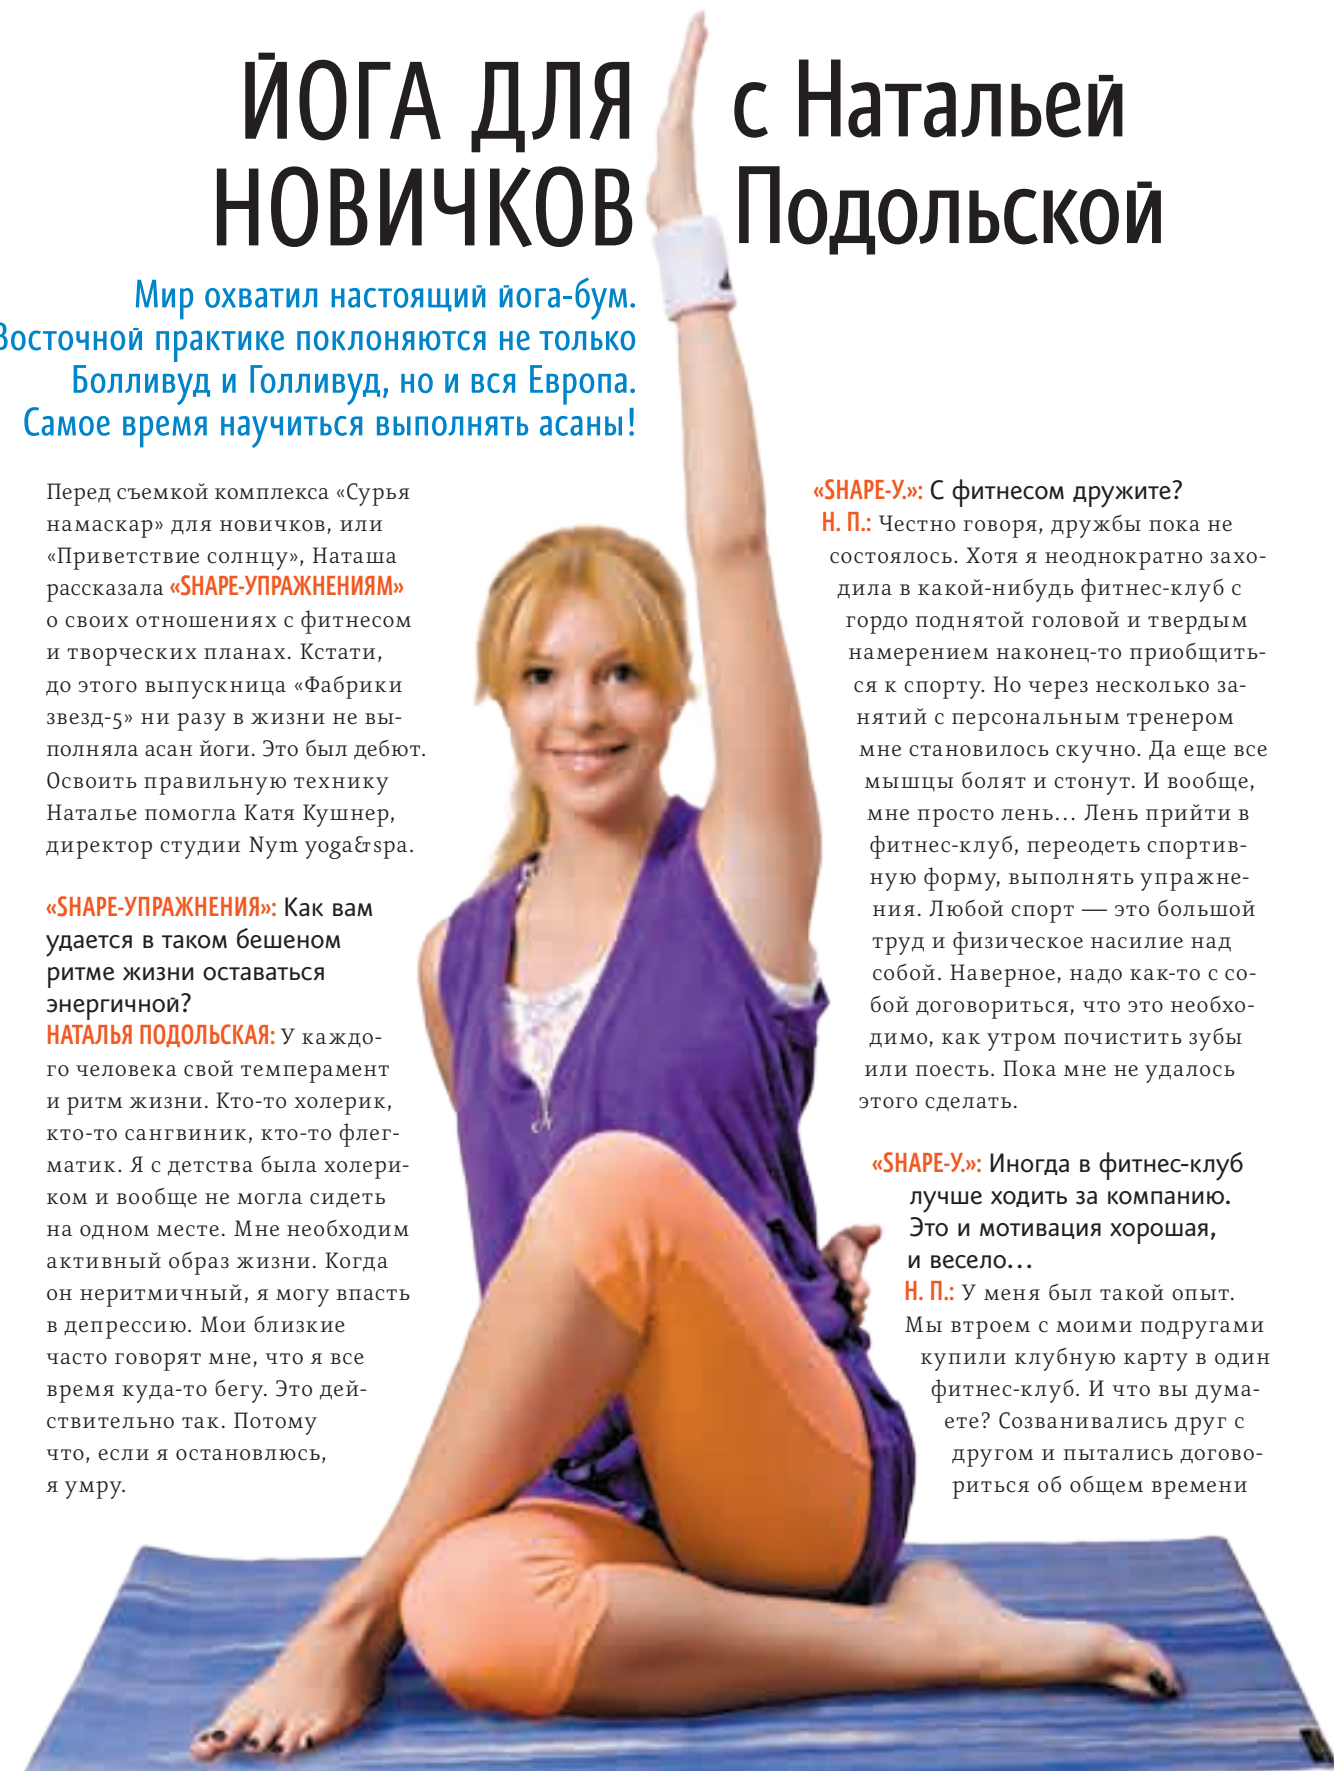 ЙОГА ДЛЯ
НОВИЧКОВ
с Натальей
Подольской
Мир охватил настоящий йога-бум.
Восточной практике поклоняются не только
Болливуд и Голливуд, но и вся Европа.
Самое время научиться выполнять асаны!
Перед съемкой комплекса «Сурья
намаскар» для новичков, или
«Приветствие солнцу», Наташа
рассказала «SHAPE-УПРАЖНЕНИЯМ»
о своих отношениях с фитнесом
и творческих планах. Кстати,
до этого выпускница «Фабрики
звезд-5» ни разу в жизни не вы-
полняла асан йоги. Это был дебют.
Освоить правильную технику
Наталье помогла Катя Кушнер,
директор студии Nym yoga&spa.
«SHAPE-УПРАЖНЕНИЯ»: Как вам
удается в таком бешеном
ритме жизни оставаться
энергичной?
НАТАЛЬЯ ПОДОЛЬСКАЯ: У каждо-
го человека свой темперамент
и ритм жизни. Кто-то холерик,
кто-то сангвиник, кто-то флег-
матик. Я с детства была холери-
ком и вообще не могла сидеть
на одном месте. Мне необходим
активный образ жизни. Когда
он неритмичный, я могу впасть
в депрессию. Мои близкие
часто говорят мне, что я все
время куда-то бегу. Это дей-
ствительно так. Потому
что, если я остановлюсь,
я умру.
«SHAPE-У.»: С фитнесом дружите?
Н. П.: Честно говоря, дружбы пока не
состоялось. Хотя я неоднократно захо-
дила в какой-нибудь фитнес-клуб с
гордо поднятой головой и твердым
намерением наконец-то приобщить-
ся к спорту. Но через несколько за-
нятий с персональным тренером
мне становилось скучно. Да еще все
мышцы болят и стонут. И вообще,
мне просто лень... Лень прийти в
фитнес-клуб, переодеть спортив-
ную форму, выполнять упражне-
ния. Любой спорт — это большой
труд и физическое насилие над
собой. Наверное, надо как-то с со-
бой договориться, что это необхо-
димо, как утром почистить зубы
или поесть. Пока мне не удалось
этого сделать.
«SHAPE-У.»: Иногда в фитнес-клуб
лучше ходить за компанию.
Это и мотивация хорошая,
и весело...
Н. П.: У меня был такой опыт.
Мы втроем с моими подругами
купили клубную карту в один
фитнес-клуб. И что вы дума-
ете? Созванивались друг с
другом и пытались догово-
риться об общем времени